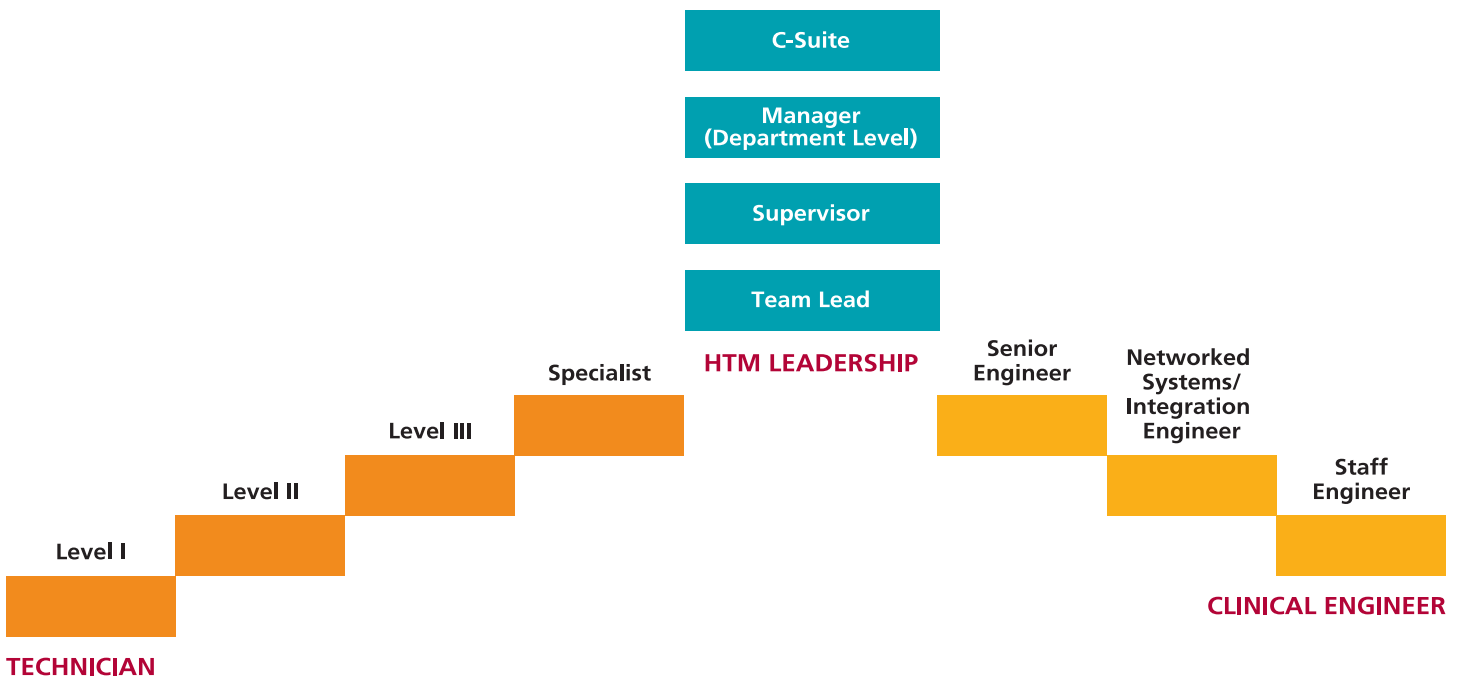 C-Suite
Manager
(Department Level)
Supervisor
Team Lead
HTM LEADERSHIP
Specialist
Level III
Level II
Level I
TECHNICIAN
Senior
Engineer
Networked
Systems/
Integration
Engineer
Staff
Engineer
CLINICAL ENGINEER